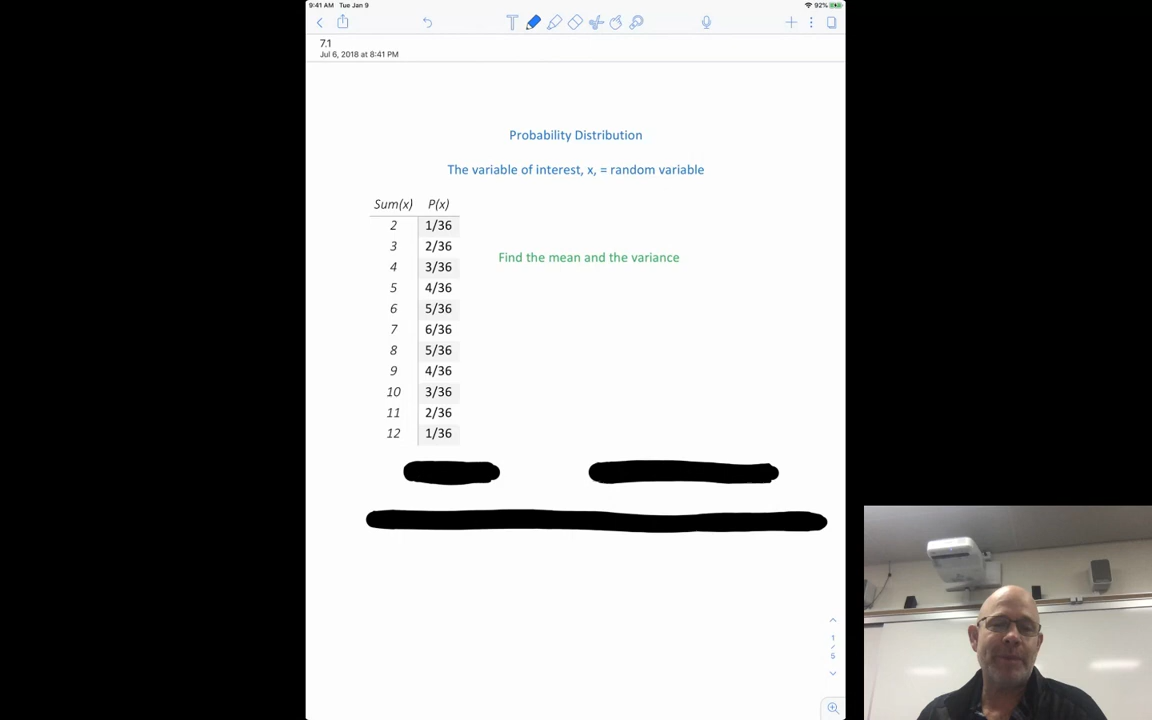 9:41 AM Tue Jan 9
92%
7.1
Jul 6, 2018 at 8:41 PM
Probability Distribution
The variable of interest, x, = random variable
Sum(x) P(x)
2 1/36
3 2/36
Find the mean and the variance
4 3/36
5 4/36
6 5/36
7 6/36
8 5/36
9 4/36
10 3/36
11 2/36
12 1/36
1
/
5